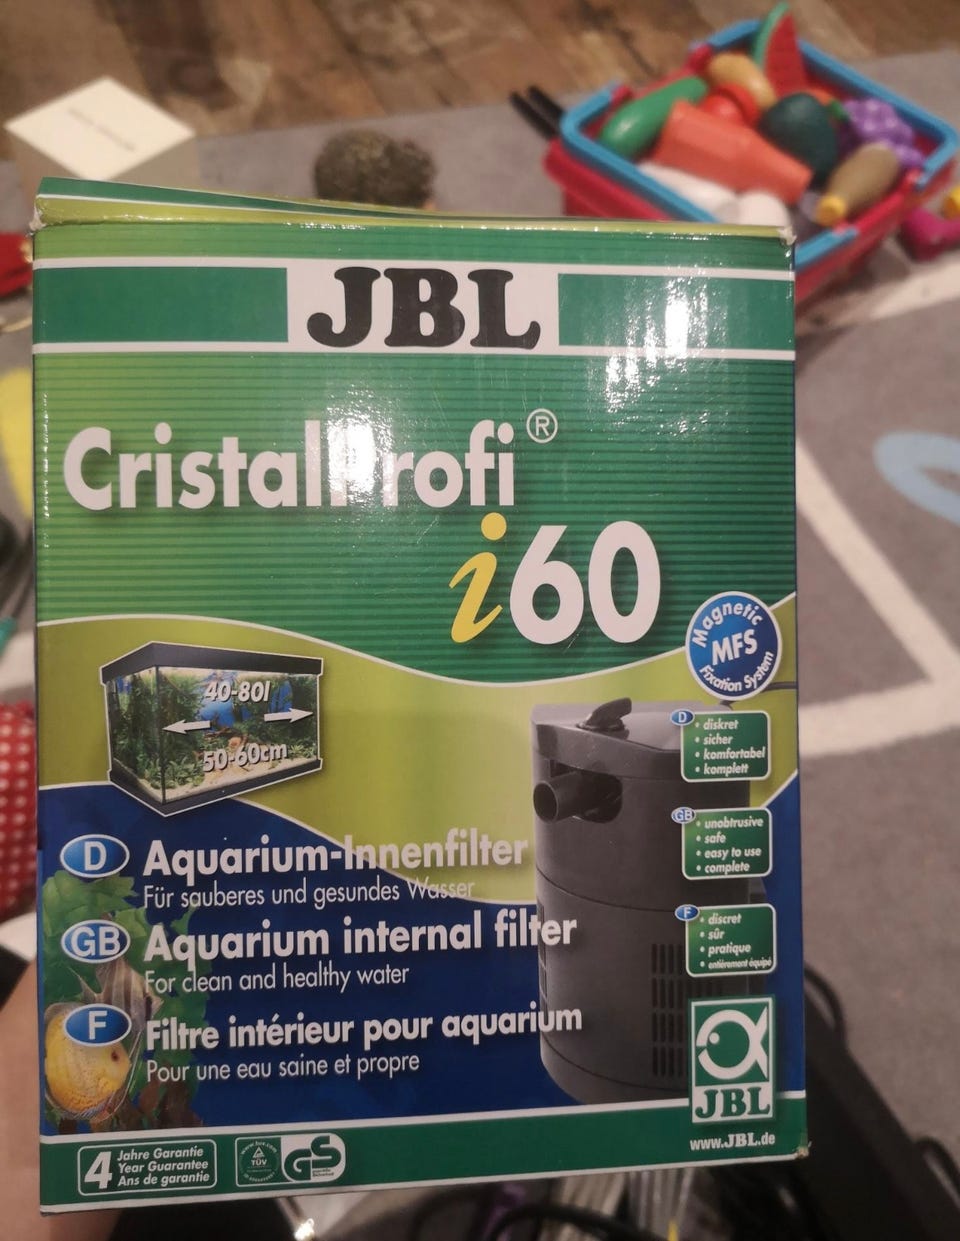 JBL
CristalProfi®
i60
Magnetic
MFS
Fixation System
40-80l
50-60cm
D
• diskret
• sicher
• komfortabel
• komplett
GB
• unobtrusive
• safe
• easy to use
• complete
F
• discret
• sûr
• pratique
• entièrement équipé
D
Aquarium-Innenfilter
Für sauberes und gesundes Wasser
GB
Aquarium internal filter
For clean and healthy water
F
Filtre intérieur pour aquarium
Pour une eau saine et propre
JBL
www.JBL.de
4
Jahre Garantie
Year Guarantee
Ans de garantie
TÜV
GS